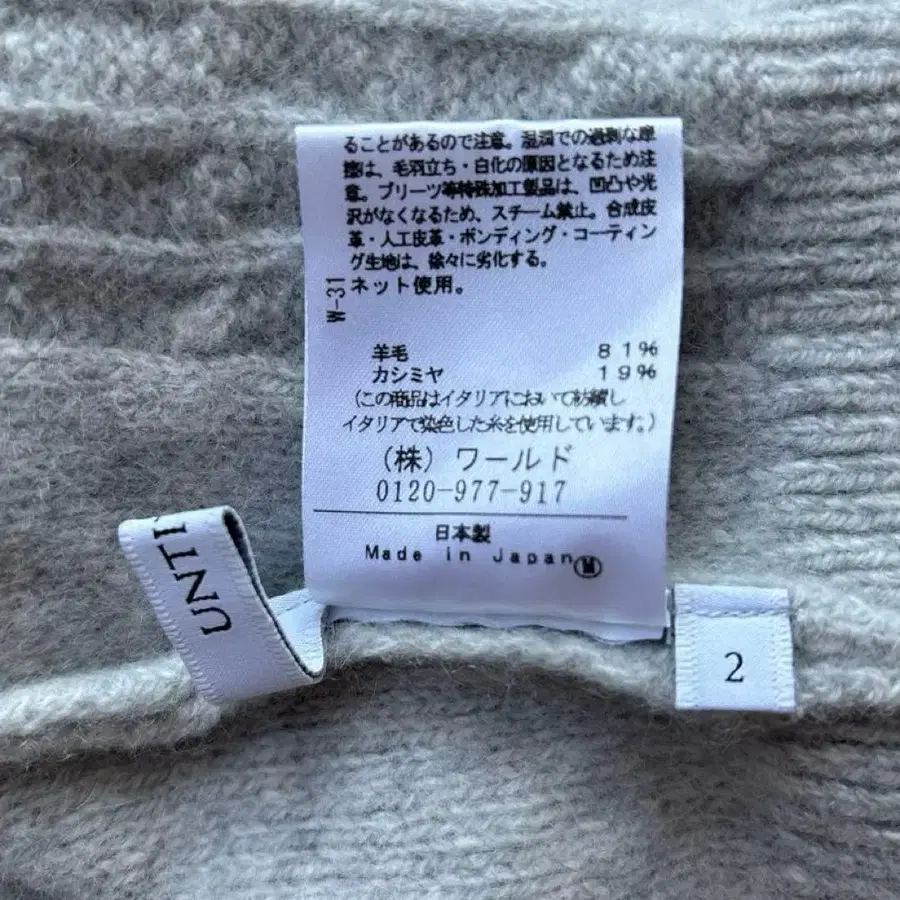 ることがあるので注意。湿潤での過剰な摩
擦は、毛羽立ち・白化の原因となるため注
意。プリーツ等特殊加工製品は、凹凸や光
沢がなくなるため、スチーム禁止。合成皮
革・人工皮革・ボンディング・コーティン
グ生地は、徐々に劣化する。
ネット使用。
W-31
羊毛 81%
カシミヤ 19%
(この商品はイタリアにおいて紡績し
イタリアで染色した糸を使用しています。)
(株) ワールド
0120-977-917
日本製
Made in Japan M
UNTI
2